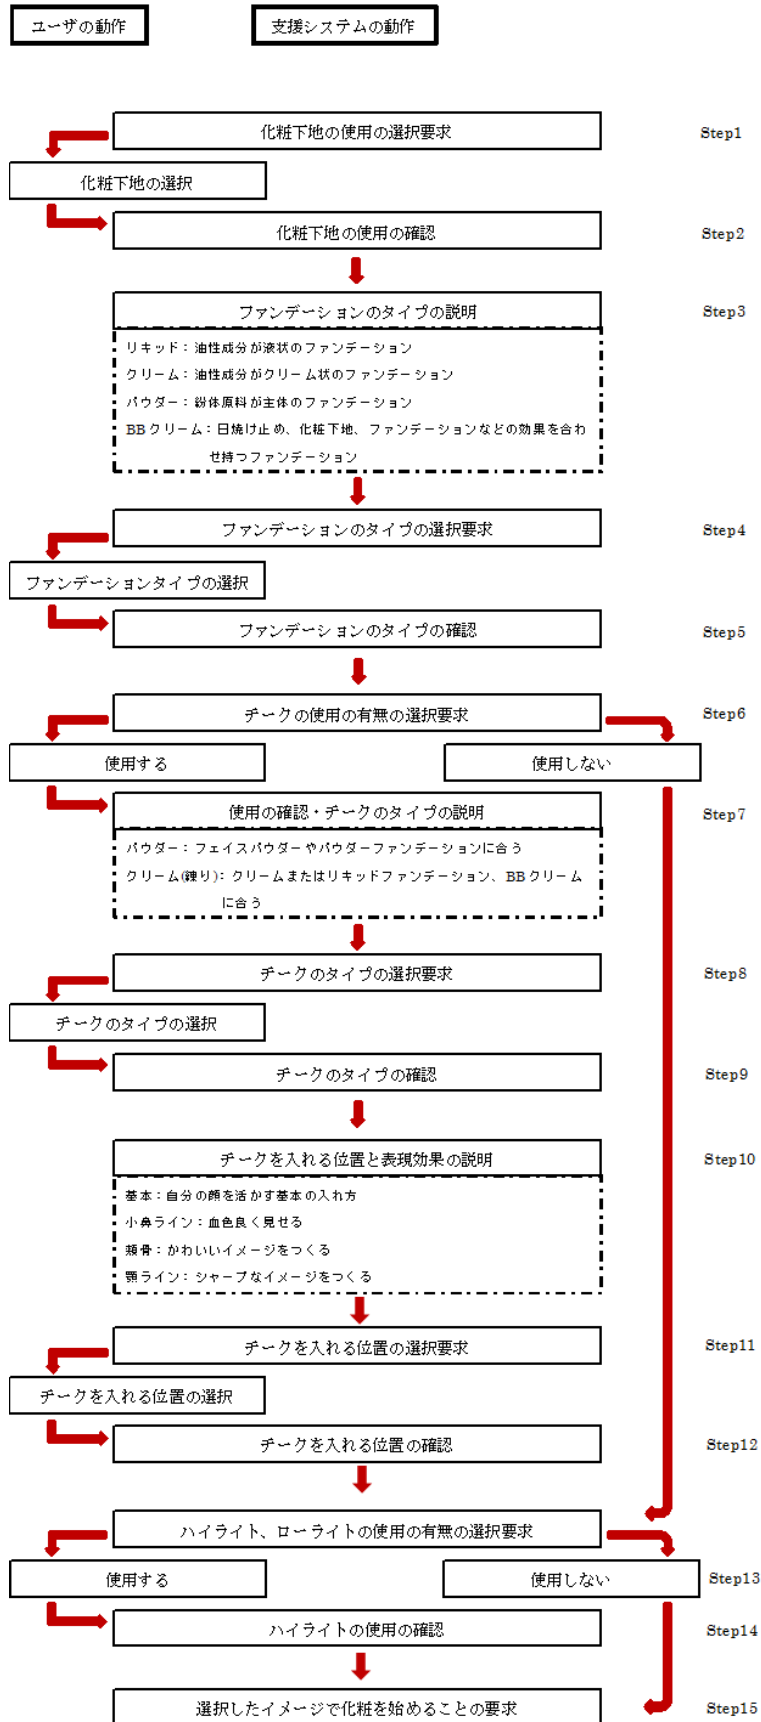 ユーザの動作
支援システムの動作
化粧下地の使用の選択要求
Step1
化粧下地の選択
化粧下地の使用の確認
Step2
ファンデーションのタイプの説明
Step3
リキッド：油性成分が液状のファンデーション
クリーム：油性成分がクリーム状のファンデーション
パウダー：紛体原料が主体のファンデーション
BBクリーム：日焼け止め、化粧下地、ファンデーションなどの効果を合わ
せ持つファンデーション
ファンデーションのタイプの選択要求
Step4
ファンデーションタイプの選択
ファンデーションのタイプの確認
Step5
チークの使用の有無の選択要求
Step6
使用する
使用しない
使用の確認・チークのタイプの説明
Step7
パウダー：フェイスパウダーやパウダーファンデーションに合う
クリーム(練り)：クリームまたはリキッドファンデーション、BBクリーム
に合う
チークのタイプの選択要求
Step8
チークのタイプの選択
チークのタイプの確認
Step9
チークを入れる位置と表現効果の説明
Step10
基本：自分の顔を活かす基本の入れ方
小鼻ライン：血色良く見せる
頬骨：かわいいイメージをつくる
顎ライン：シャープなイメージをつくる
チークを入れる位置の選択要求
Step11
チークを入れる位置の選択
チークを入れる位置の確認
Step12
ハイライト、ローライトの使用の有無の選択要求
使用する
使用しない
Step13
ハイライトの使用の確認
Step14
選択したイメージで化粧を始めることの要求
Step15